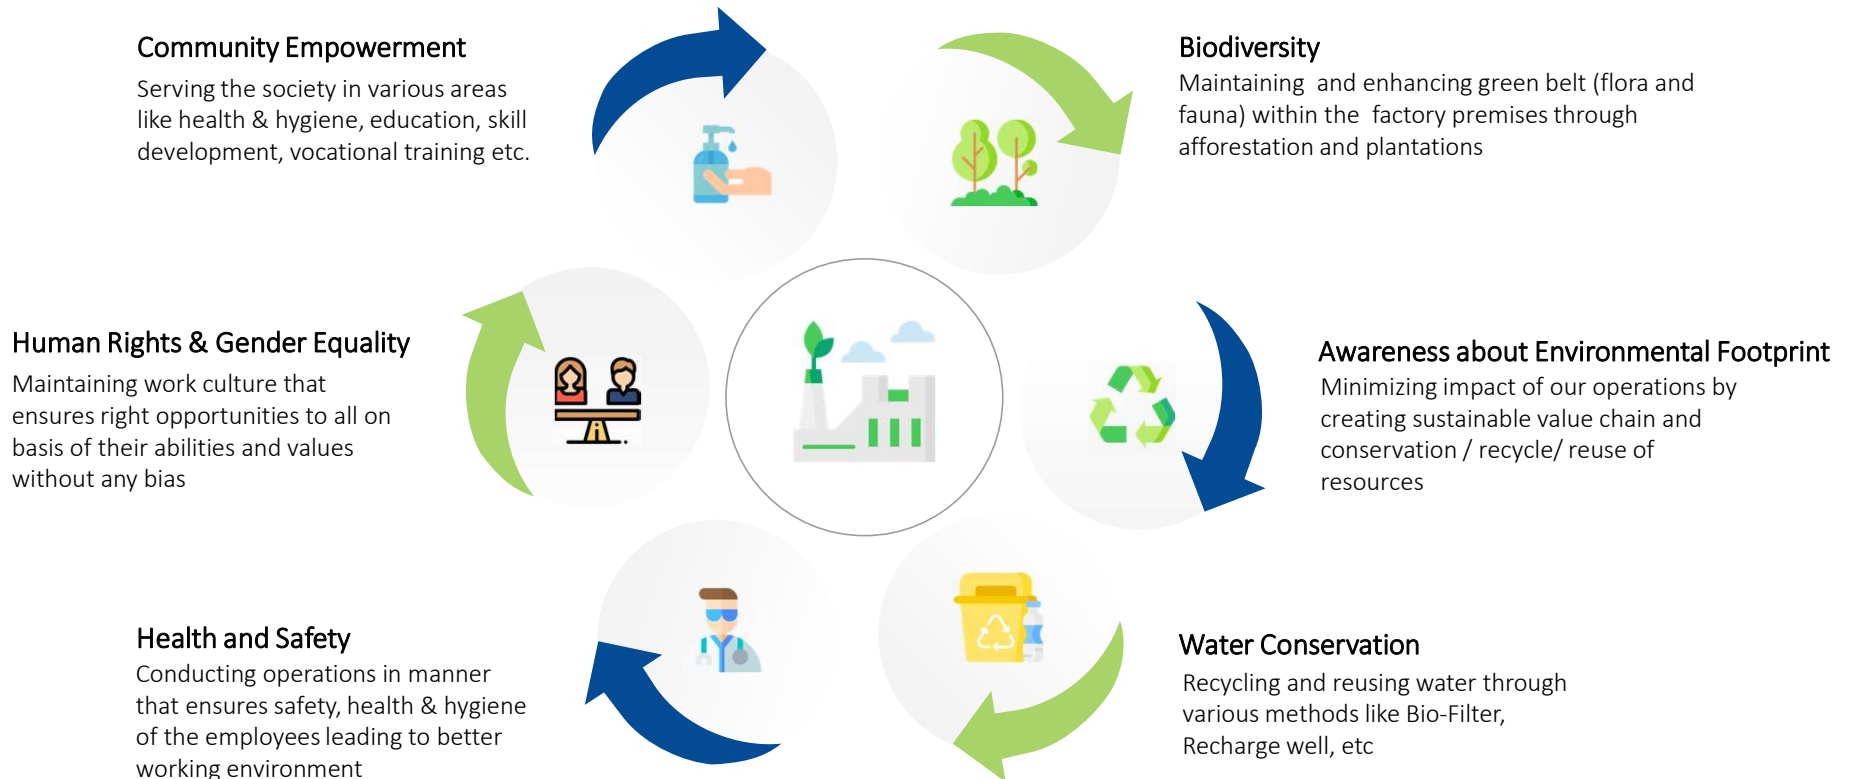 Community Empowerment
Serving the society in various areas
like health & hygiene, education, skill
development, vocational training etc.
Biodiversity
Maintaining and enhancing green belt (flora and
fauna) within the factory premises through
afforestation and plantations
Human Rights & Gender Equality
Maintaining work culture that
ensures right opportunities to all on
basis of their abilities and values
without any bias
Awareness about Environmental Footprint
Minimizing impact of our operations by
creating sustainable value chain and
conservation / recycle/ reuse of
resources
Health and Safety
Conducting operations in manner
that ensures safety, health & hygiene
of the employees leading to better
working environment
Water Conservation
Recycling and reusing water through
various methods like Bio-Filter,
Recharge well, etc